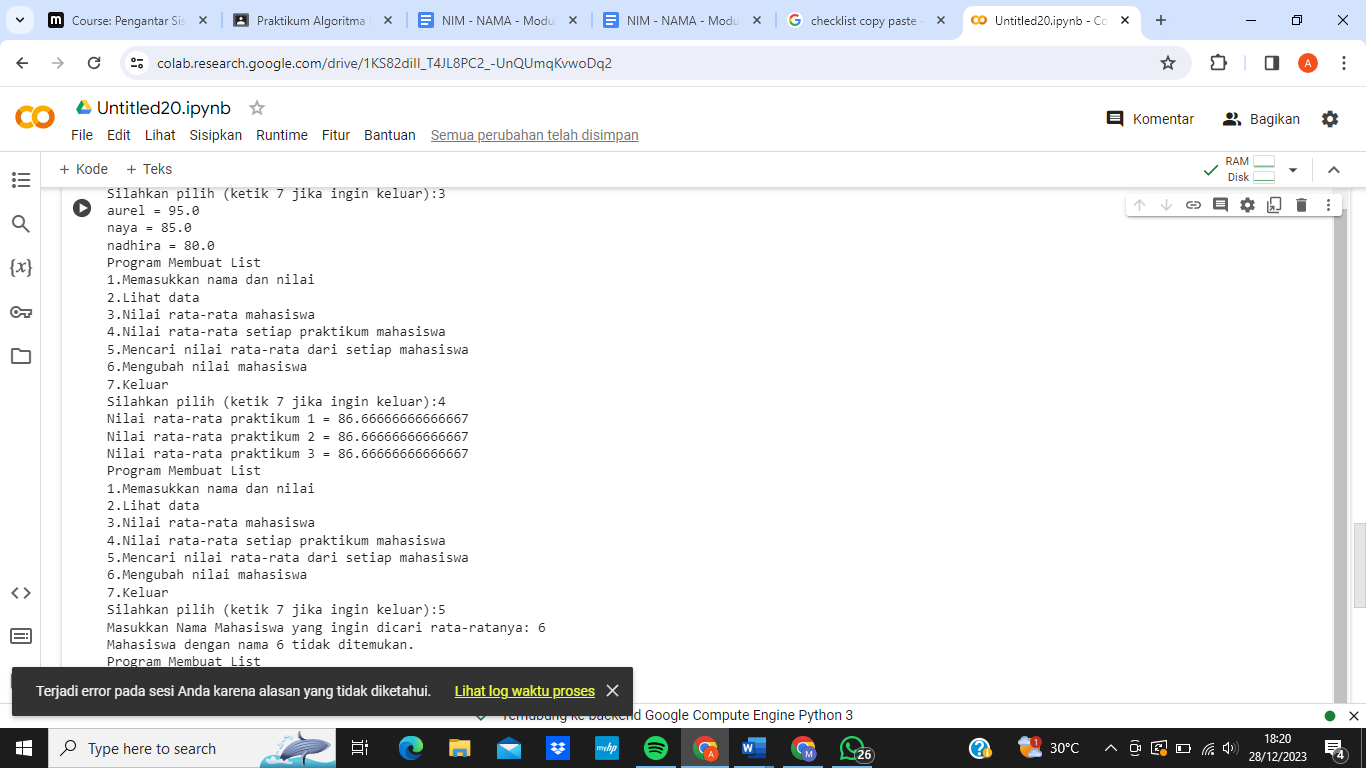 Course: Pengantar Sis
Praktikum Algoritma
NIM - NAMA - Modu
NIM - NAMA - Modu
checklist copy paste
Untitled20.ipynb - Co
colab.research.google.com/drive/1KS82diIl_T4JL8PC2_-UnQUmqKvwoDq2
A
Untitled20.ipynb
File Edit Lihat Sisipkan Runtime Fitur Bantuan Semua perubahan telah disimpan
Komentar
Bagikan
+ Kode + Teks
RAM
Disk
Silahkan pilih (ketik 7 jika ingin keluar):3
aurel = 95.0
naya = 85.0
nadhira = 80.0
Program Membuat List
1.Memasukkan nama dan nilai
2.Lihat data
3.Nilai rata-rata mahasiswa
4.Nilai rata-rata setiap praktikum mahasiswa
5.Mencari nilai rata-rata dari setiap mahasiswa
6.Mengubah nilai mahasiswa
7.Keluar
Silahkan pilih (ketik 7 jika ingin keluar):4
Nilai rata-rata praktikum 1 = 86.66666666666667
Nilai rata-rata praktikum 2 = 86.66666666666667
Nilai rata-rata praktikum 3 = 86.66666666666667
Program Membuat List
1.Memasukkan nama dan nilai
2.Lihat data
3.Nilai rata-rata mahasiswa
4.Nilai rata-rata setiap praktikum mahasiswa
5.Mencari nilai rata-rata dari setiap mahasiswa
6.Mengubah nilai mahasiswa
7.Keluar
Silahkan pilih (ketik 7 jika ingin keluar):5
Masukkan Nama Mahasiswa yang ingin dicari rata-ratanya: 6
Mahasiswa dengan nama 6 tidak ditemukan.
Program Membuat List
Terjadi error pada sesi Anda karena alasan yang tidak diketahui. Lihat log waktu proses
ke backend Google Compute Engine Python 3
Type here to search
26
1
30°C
18:20
28/12/2023
4